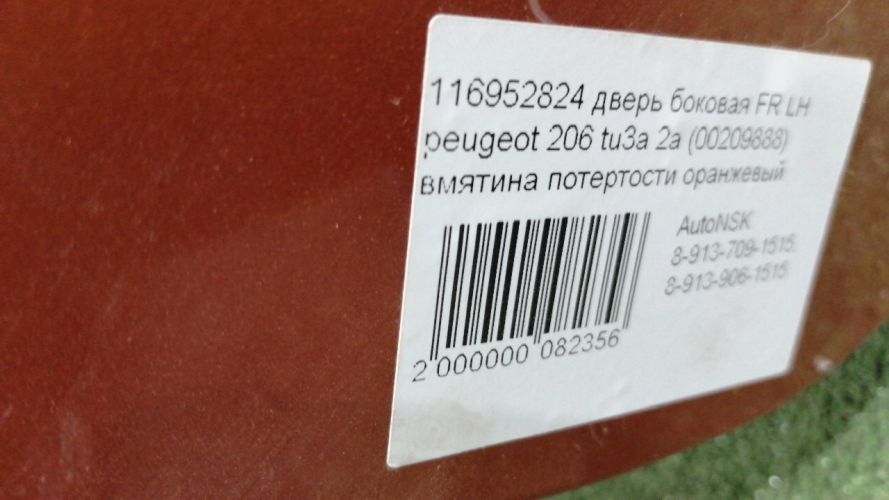 116952824 дверь боковая FR LH
peugeot 206 tu3a 2a (00209888)
вмятина потертости оранжевый
AutoNSK
8-913-709-1515
8-913-906-1515
2 000000 082356